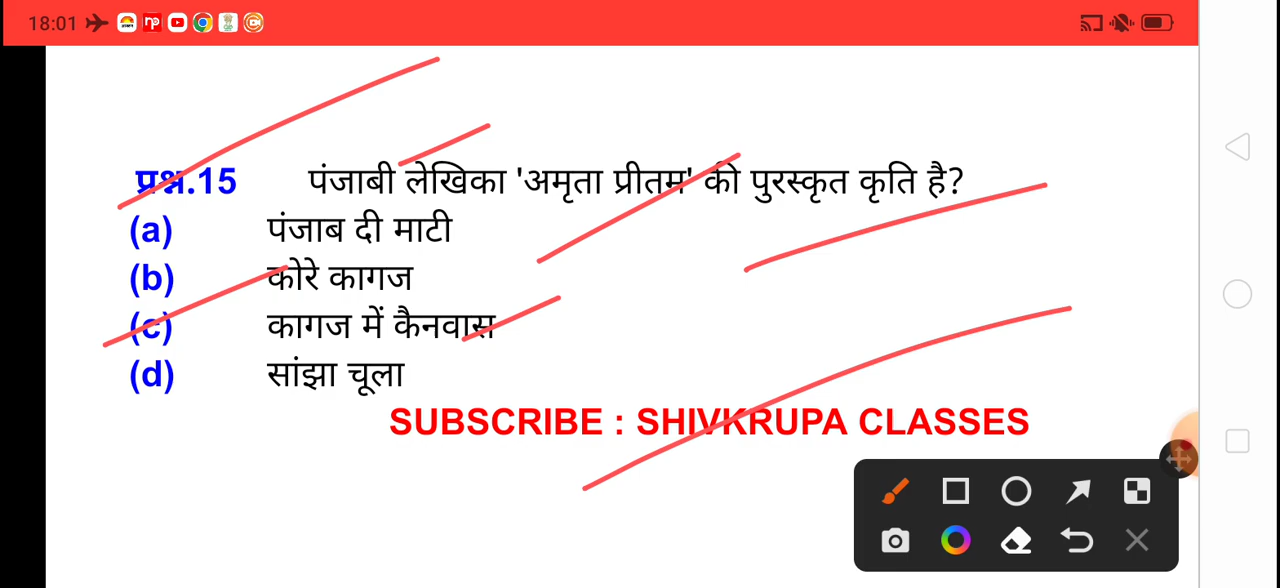 18:01
प्रश्न.15 पंजाबी लेखिका 'अमृता प्रीतम' की पुरस्कृत कृति है?
(a) पंजाब दी माटी
(b) कोरे कागज
(c) कागज में कैनवास
(d) सांझा चूला
SUBSCRIBE : SHIVKRUPA CLASSES